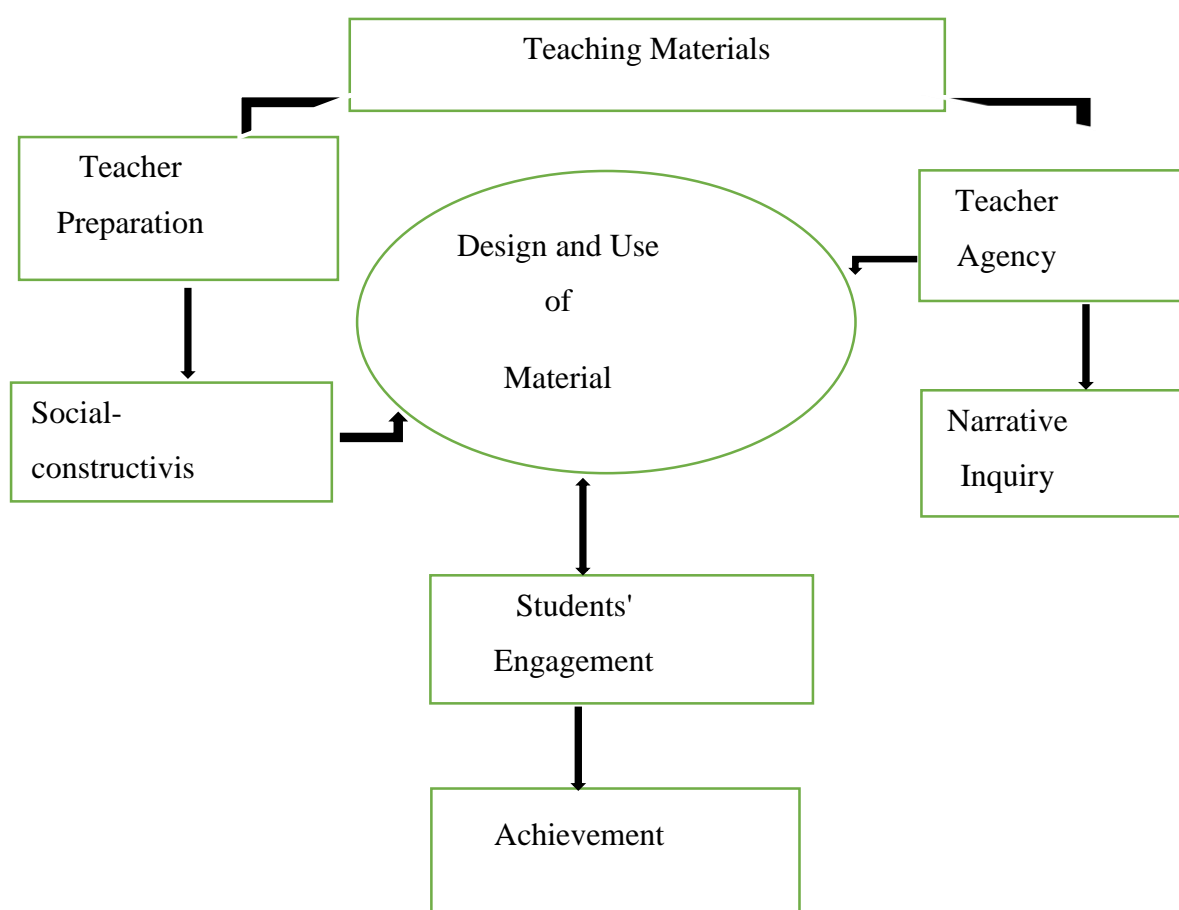 Teaching Materials
Teacher
Preparation
Design and Use
of
Material
Teacher
Agency
Social-
constructivis
Narrative
Inquiry
Students'
Engagement
Achievement